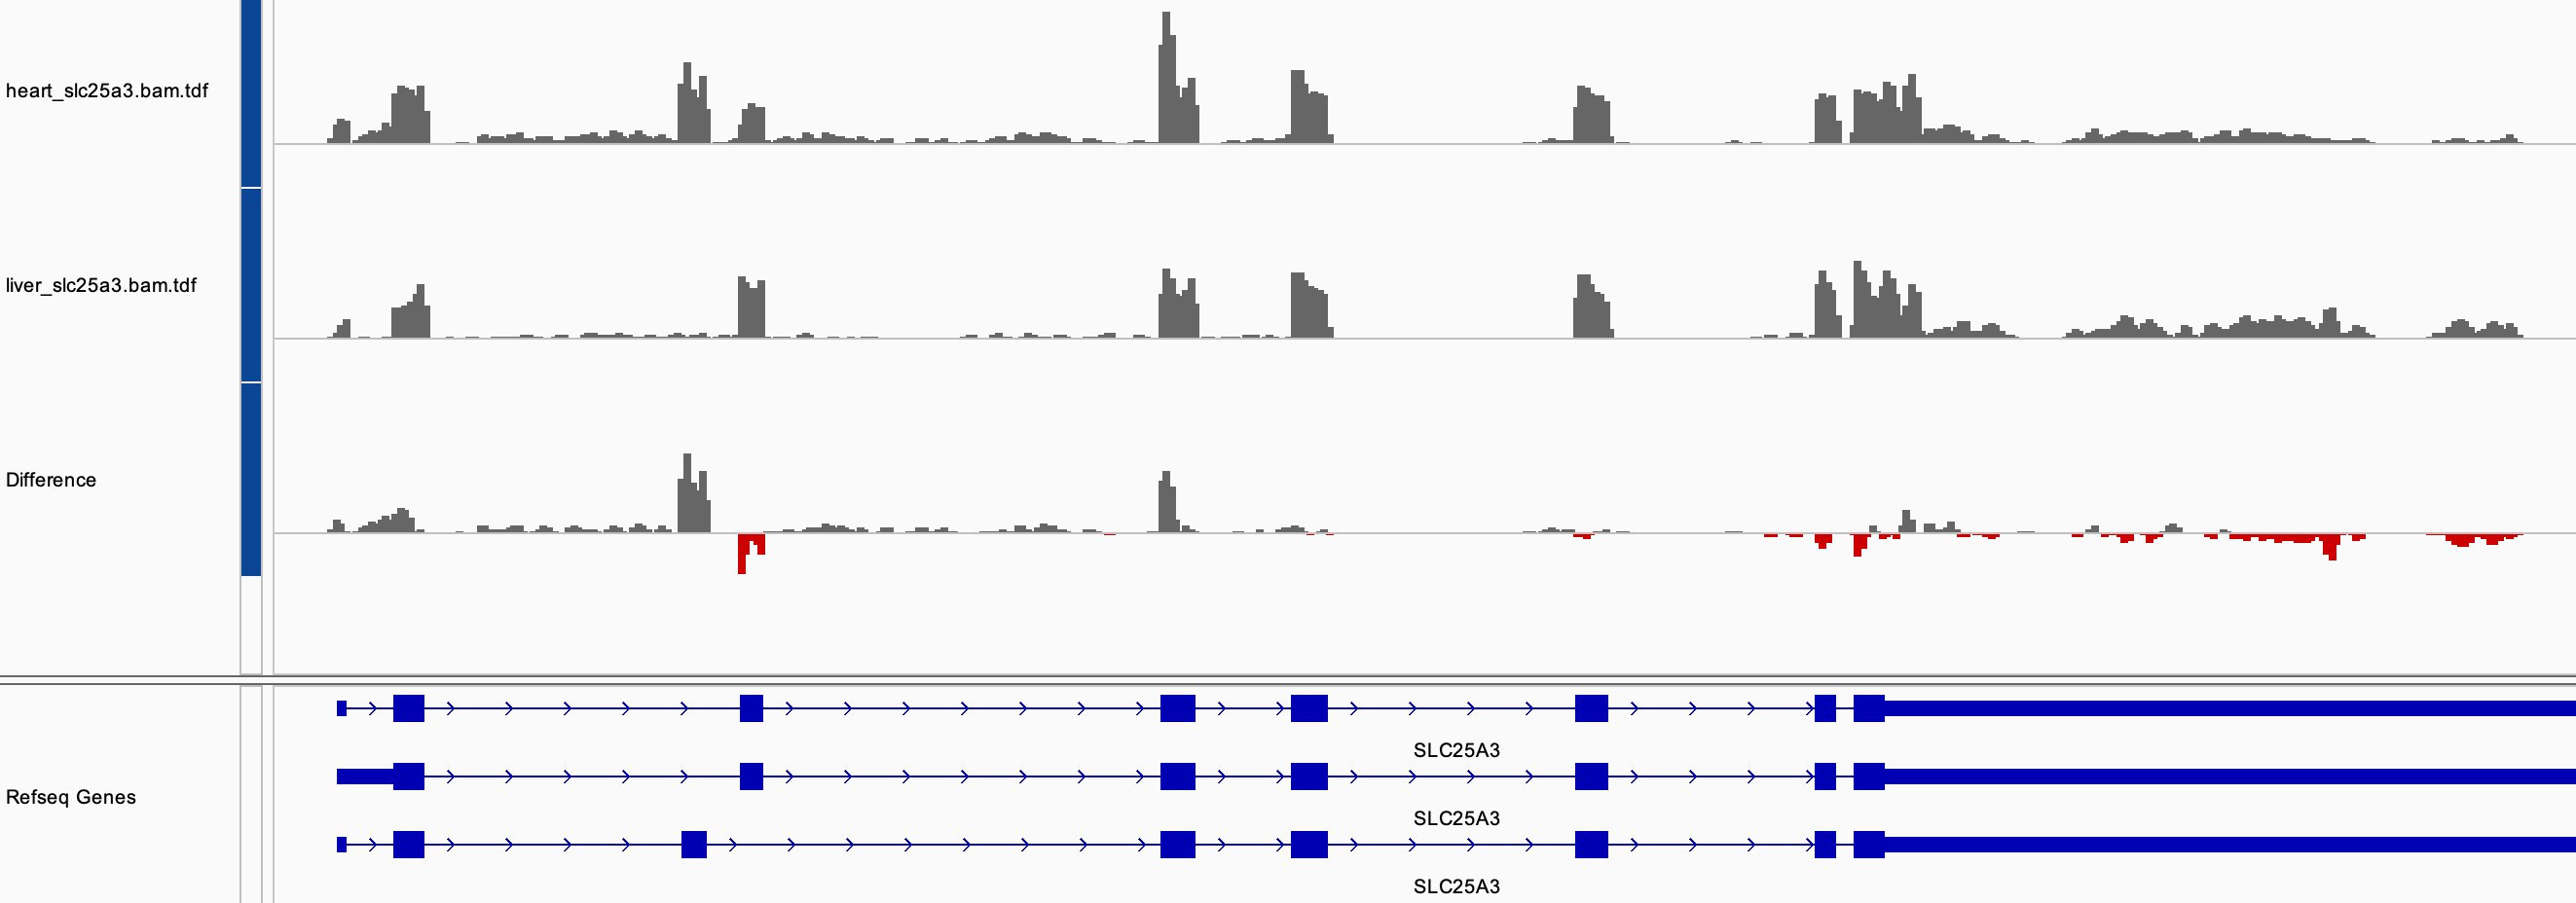 heart_slc25a3.bam.tdf
liver_slc25a3.bam.tdf
Difference
SLC25A3
Refseq Genes
SLC25A3
SLC25A3